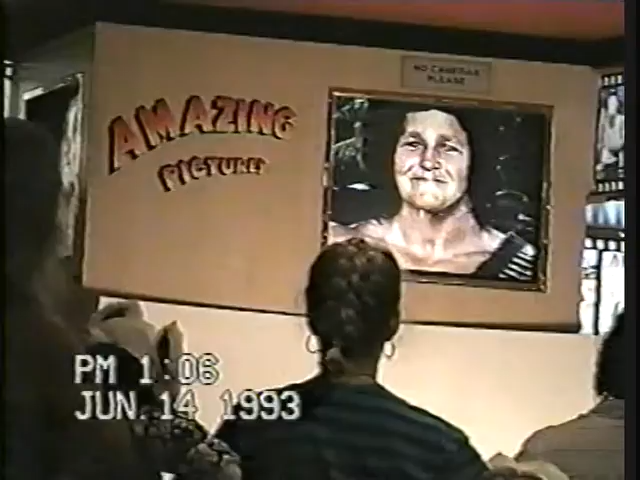 NO CAMERAS
PLEASE
AMAZING
PICTURE!
PM 1:06
JUN.14 1993